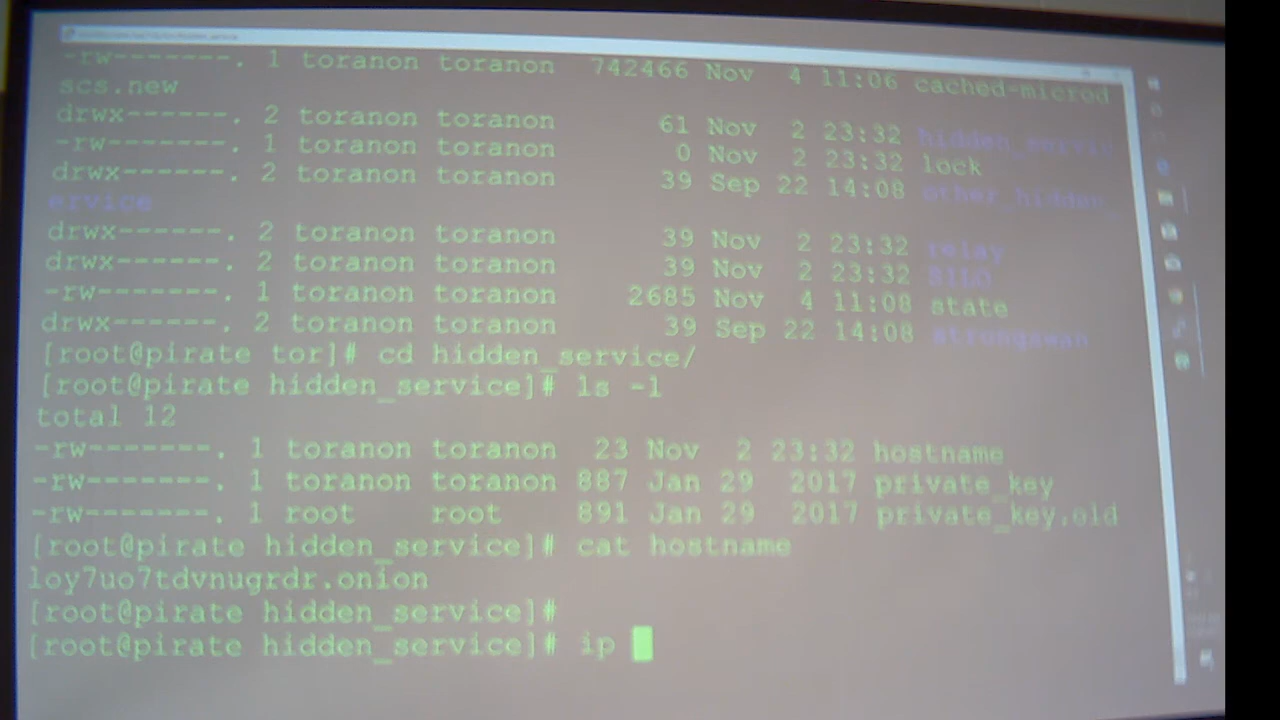 -rw-------. 1 toranon toranon 742466 Nov 4 11:06 cached-microd
scs.new
drwx------. 2 toranon toranon 61 Nov 2 23:32 hidden_servic
-rw-------. 1 toranon toranon 0 Nov 2 23:32 lock
drwx------. 2 toranon toranon 39 Sep 22 14:08 other_hidden_
ervice
drwx------. 2 toranon toranon 39 Nov 2 23:32 relay
drwx------. 2 toranon toranon 39 Nov 2 23:32
-rw-------. 1 toranon toranon 2685 Nov 4 11:08 state
drwx------. 2 toranon toranon 39 Sep 22 14:08 strongswan
[root@pirate tor]# cd hidden_service/
[root@pirate hidden_service]# ls -l
total 12
-rw-------. 1 toranon toranon 23 Nov 2 23:32 hostname
-rw-------. 1 toranon toranon 887 Jan 29 2017 private_key
-rw-------. 1 root root 891 Jan 29 2017 private_key.old
[root@pirate hidden_service]# cat hostname
loy7uo7tdvnugrdr.onion
[root@pirate hidden_service]#
[root@pirate hidden_service]# ip